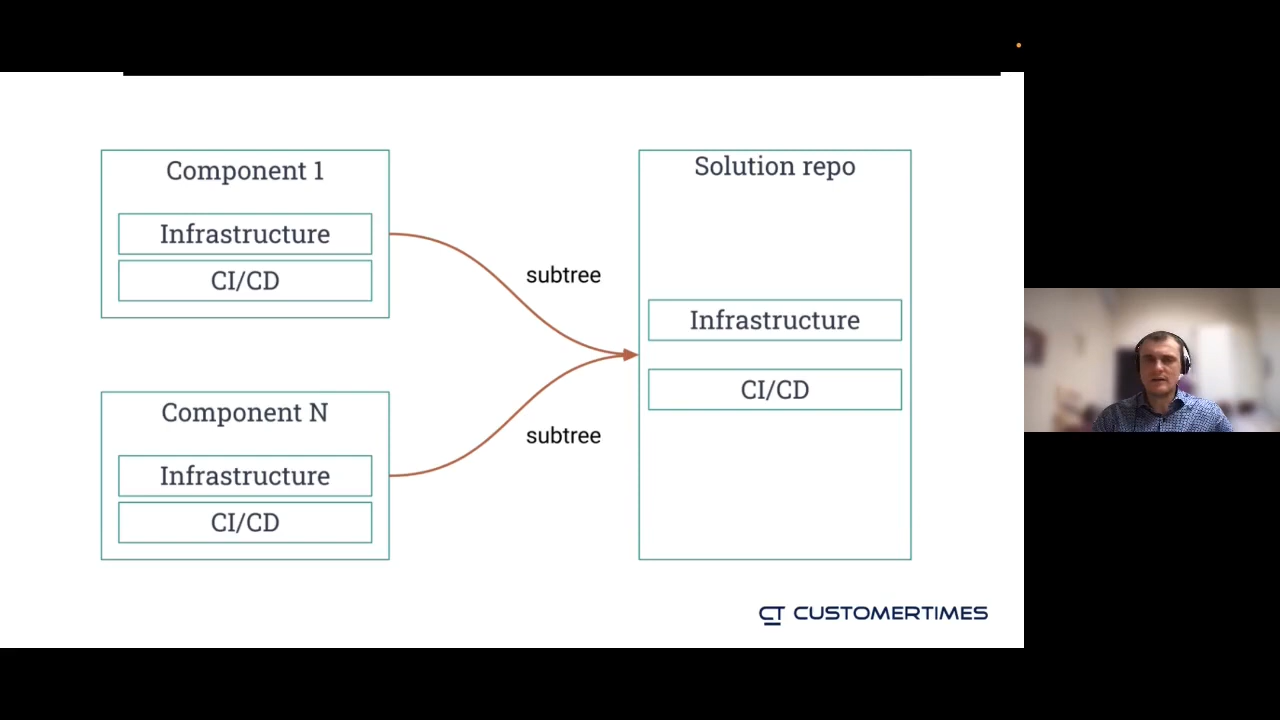 Component 1
Infrastructure
CI/CD
Component N
Infrastructure
CI/CD
subtree
subtree
Solution repo
Infrastructure
CI/CD
CT CUSTOMERTIMES